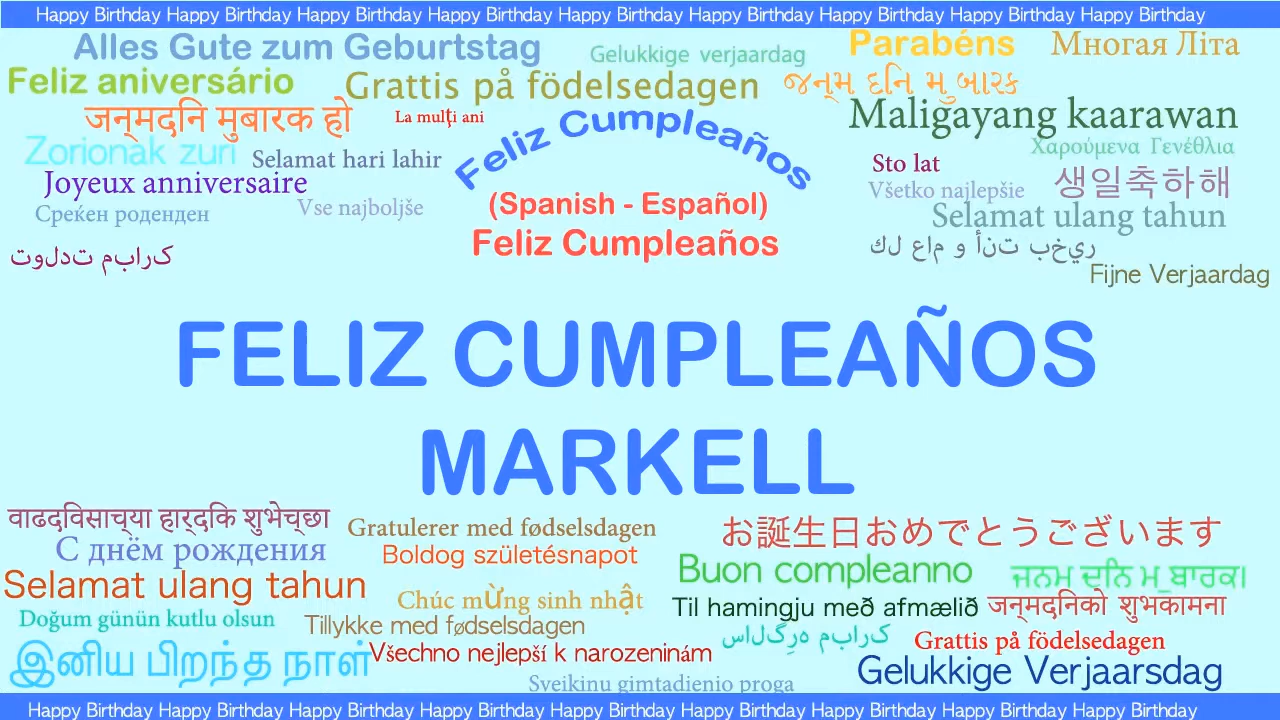 Happy Birthday Happy Birthday Happy Birthday Happy Birthday Happy Birthday Happy Birthday Happy Birthday Happy Birthday Happy Birthday
Alles Gute zum Geburtstag
Gelukkige verjaardag
Parabéns
Многая Літа
Feliz aniversário
Grattis på födelsedagen
જન્મ દિન મુબારક
जन्मदिन मुबारक हो
La mulţi ani
Feliz Cumpleaños
Maligayang kaarawan
Zorionak zuri
Selamat hari lahir
Χαρούμενα Γενέθλια
Sto lat
Joyeux anniversaire
(Spanish - Español)
Všetko najlepšie
생일축하해
Среќен роденден
Vse najboljše
Selamat ulang tahun
Feliz Cumpleaños
تولدت مبارک
كل عام و أنت بخير
Fijne Verjaardag
FELIZ CUMPLEAÑOS
MARKELL
वाढदिवसाच्या हार्दिक शुभेच्छा
Gratulerer med fødselsdagen
お誕生日おめでとうございます
С днём рождения
Boldog születésnapot
Buon compleanno
ਜਨਮ ਦਿਨ ਮੁਬਾਰਕ।
Selamat ulang tahun
Chúc mừng sinh nhật
Til hamingju með afmælið
जन्मदिनको शुभकामना
Doğum günün kutlu olsun
Tillykke med fødselsdagen
سالگرہ مبارک
Grattis på födelsedagen
இனிய பிறந்த நாள்
Všechno nejlepší k narozeninám
Gelukkige Verjaarsdag
Sveikinu gimtadienio proga
Happy Birthday Happy Birthday Happy Birthday Happy Birthday Happy Birthday Happy Birthday Happy Birthday Happy Birthday Happy Birthday